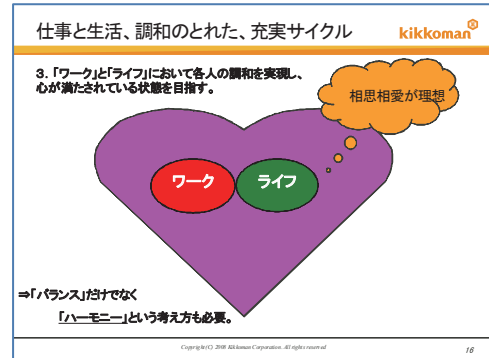 仕事と生活、調和のとれた、充実サイクル
kikkoman®
３．「ワーク」と「ライフ」において各人の調和を実現し、
心が満たされている状態を目指す。
相思相愛が理想
ワーク
ライフ
⇒「バランス」だけでなく
「ハーモニー」という考え方も必要。
Copyright (C) 2008 Kikkoman Corporation. All rights reserved
16